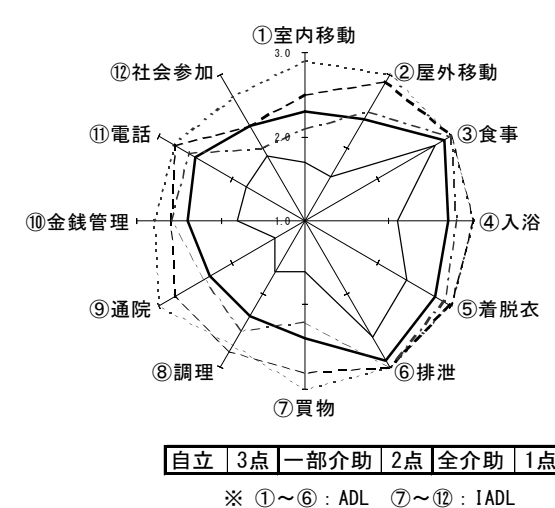 ①室内移動
3.0
⑫社会参加
②屋外移動
⑪電話
2.0
③食事
⑩金銭管理
1.0
④入浴
⑨通院
⑤着脱衣
⑧調理
⑥排泄
⑦買物
自立 3点 一部介助 2点 全介助 1点
※ ①～⑥：ADL ⑦～⑫：IADL